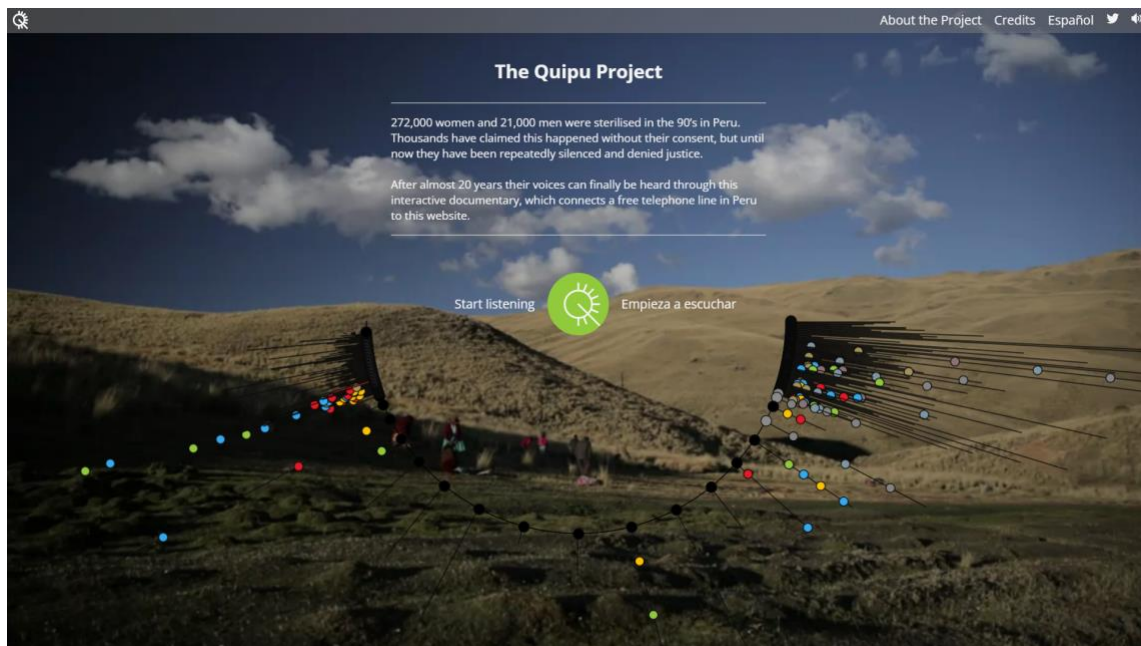 About the Project Credits Español
The Quipu Project
272,000 women and 21,000 men were sterilised in the 90's in Peru.
Thousands have claimed this happened without their consent, but until
now they have been repeatedly silenced and denied justice.
After almost 20 years their voices can finally be heard through this
interactive documentary, which connects a free telephone line in Peru
to this website.
Start listening Empieza a escuchar